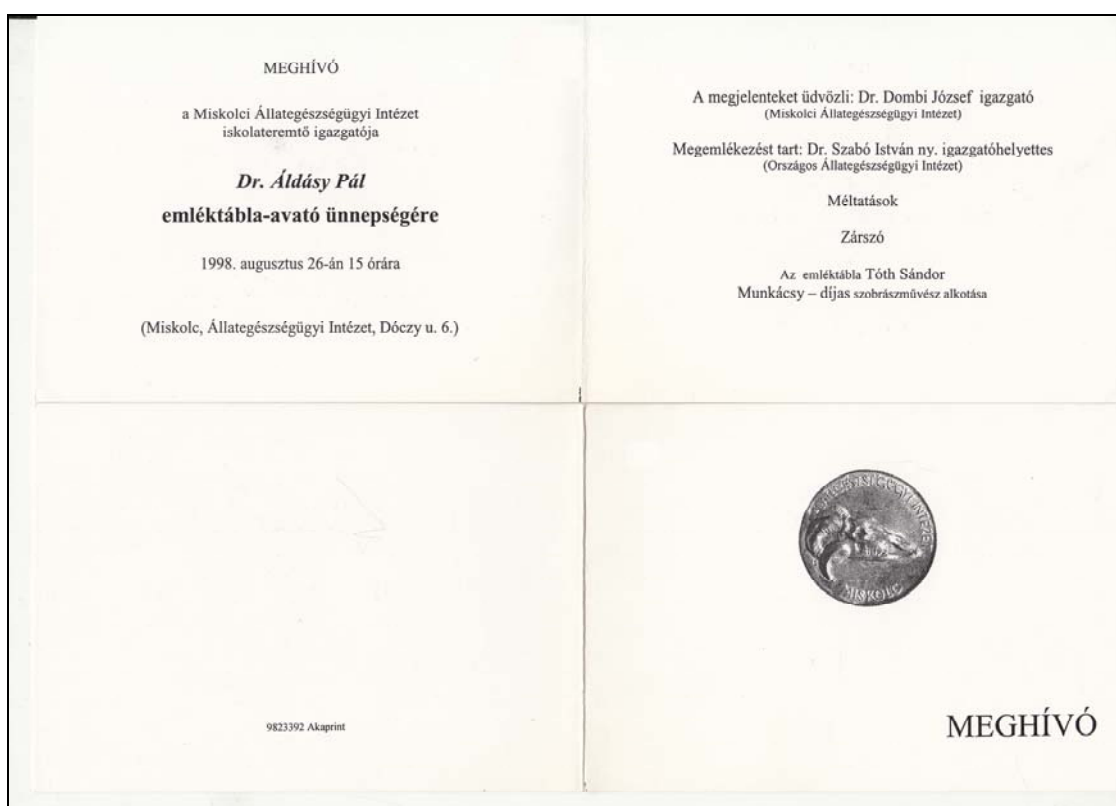 MEGHÍVÓ
a Miskolci Állategészségügyi Intézet
iskolateremtő igazgatója
Dr. Áldásy Pál
emléktábla-avató ünnepségére
1998. augusztus 26-án 15 órára
(Miskolc, Állategészségügyi Intézet, Dóczy u. 6.)
A megjelenteket üdvözli: Dr. Dombi József igazgató
(Miskolci Állategészségügyi Intézet)
Megemlékezést tart: Dr. Szabó István ny. igazgatóhelyettes
(Országos Állategészségügyi Intézet)
Méltatások
Zárszó
Az emléktábla Tóth Sándor
Munkácsy – díjas szobrászművész alkotása
9823392 Akaprint
MISKOLC
MEGHÍVÓ